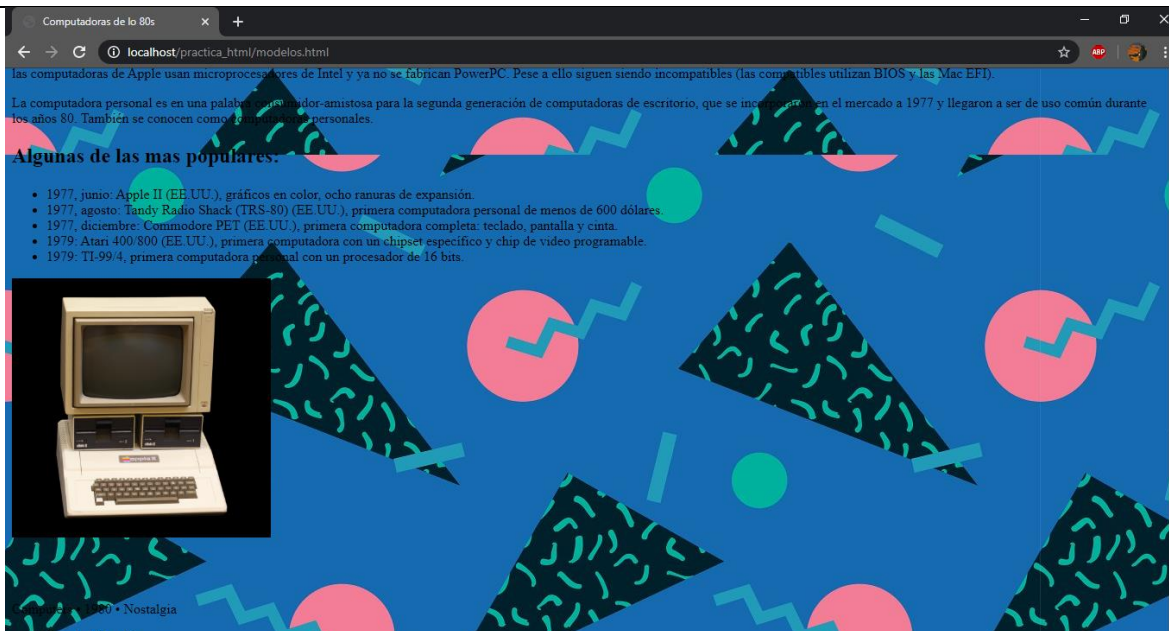 Computadoras de lo 80s
localhost/practica_html/modelos.html
ABP
las computadoras de Apple usan microprocesadores de Intel y ya no se fabrican PowerPC. Pese a ello siguen siendo incompatibles (las compatibles utilizan BIOS y las Mac EFI).
La computadora personal es en una palabra consumidor-amistosa para la segunda generación de computadoras de escritorio, que se incorporaron en el mercado a 1977 y llegaron a ser de uso común durante
los años 80. También se conocen como computadoras personales.
Algunas de las mas populares:
• 1977, junio: Apple II (EE.UU.), gráficos en color, ocho ranuras de expansión.
• 1977, agosto: Tandy Radio Shack (TRS-80) (EE.UU.), primera computadora personal de menos de 600 dólares.
• 1977, diciembre: Commodore PET (EE.UU.), primera computadora completa: teclado, pantalla y cinta.
• 1979: Atari 400/800 (EE.UU.), primera computadora con un chipset específico y chip de video programable.
• 1979: TI-99/4, primera computadora personal con un procesador de 16 bits.
• 1980 • Nostalgia